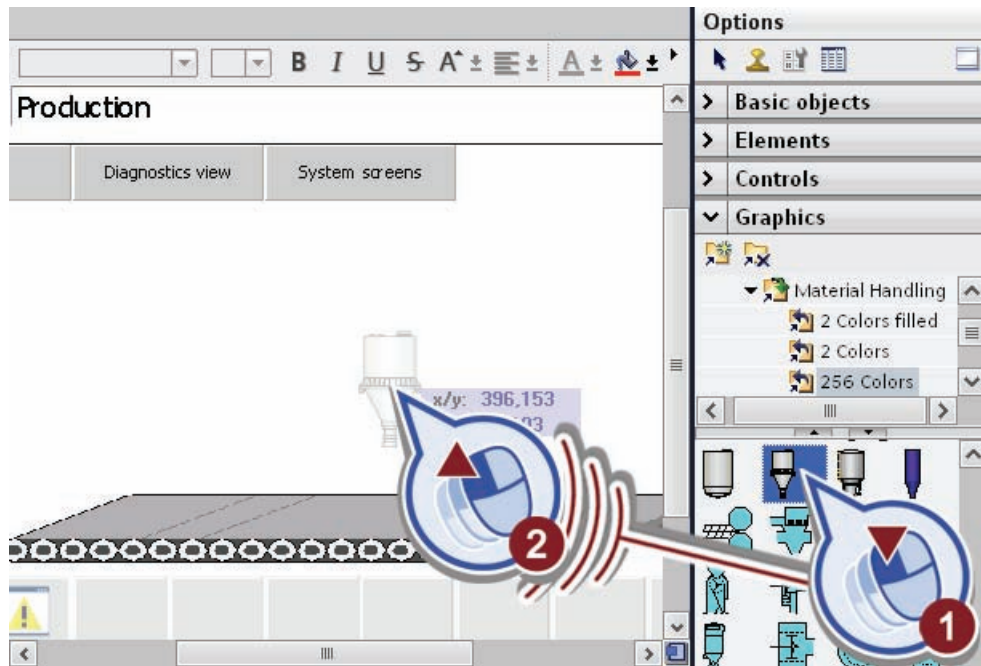 Options
B I U S A A
Production
Basic objects
Elements
Diagnostics view
System screens
Controls
Graphics
Material Handling
2 Colors filled
2 Colors
256 Colors
x/y: 396,153
2
1